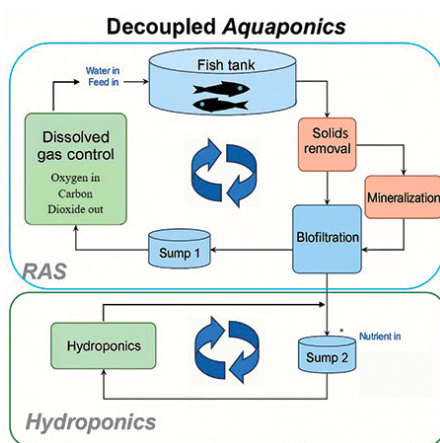 Decoupled Aquaponics
Water in
Feed in
Fish tank
Dissolved
gas control
Oxygen in
Carbon
Dioxide out
Solids
removal
Mineralization
Blofiltration
Sump 1
RAS
Hydroponics
Nutrient in
Sump 2
Hydroponics